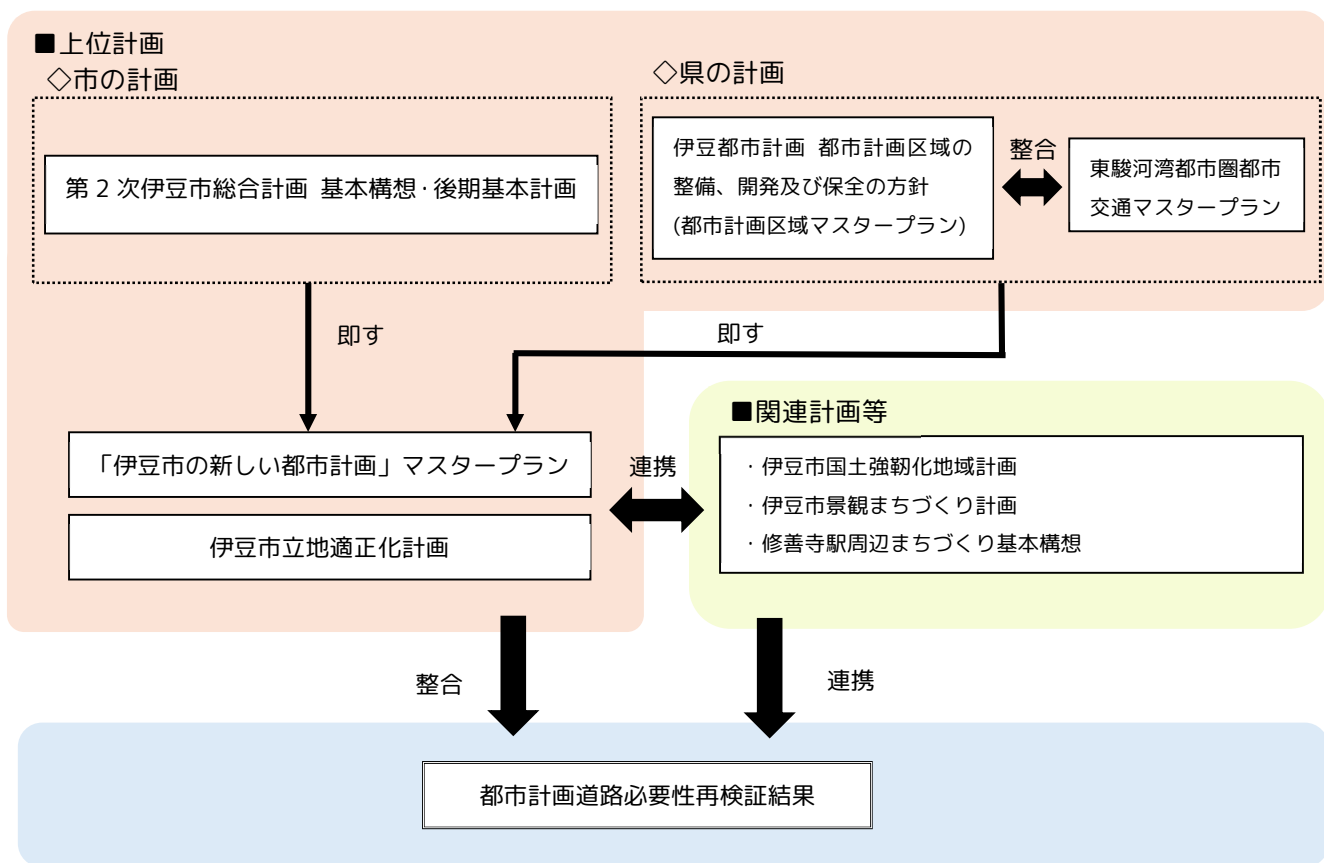 ■上位計画
◇市の計画
第2次伊豆市総合計画 基本構想・後期基本計画
◇県の計画
伊豆都市計画 都市計画区域の
整備、開発及び保全の方針
(都市計画区域マスタープラン)
整合
東駿河湾都市圏都市
交通マスタープラン
即す
即す
「伊豆市の新しい都市計画」マスタープラン
伊豆市立地適正化計画
連携
■関連計画等
・伊豆市国土強靭化地域計画
・伊豆市景観まちづくり計画
・修善寺駅周辺まちづくり基本構想
整合
連携
都市計画道路必要性再検証結果